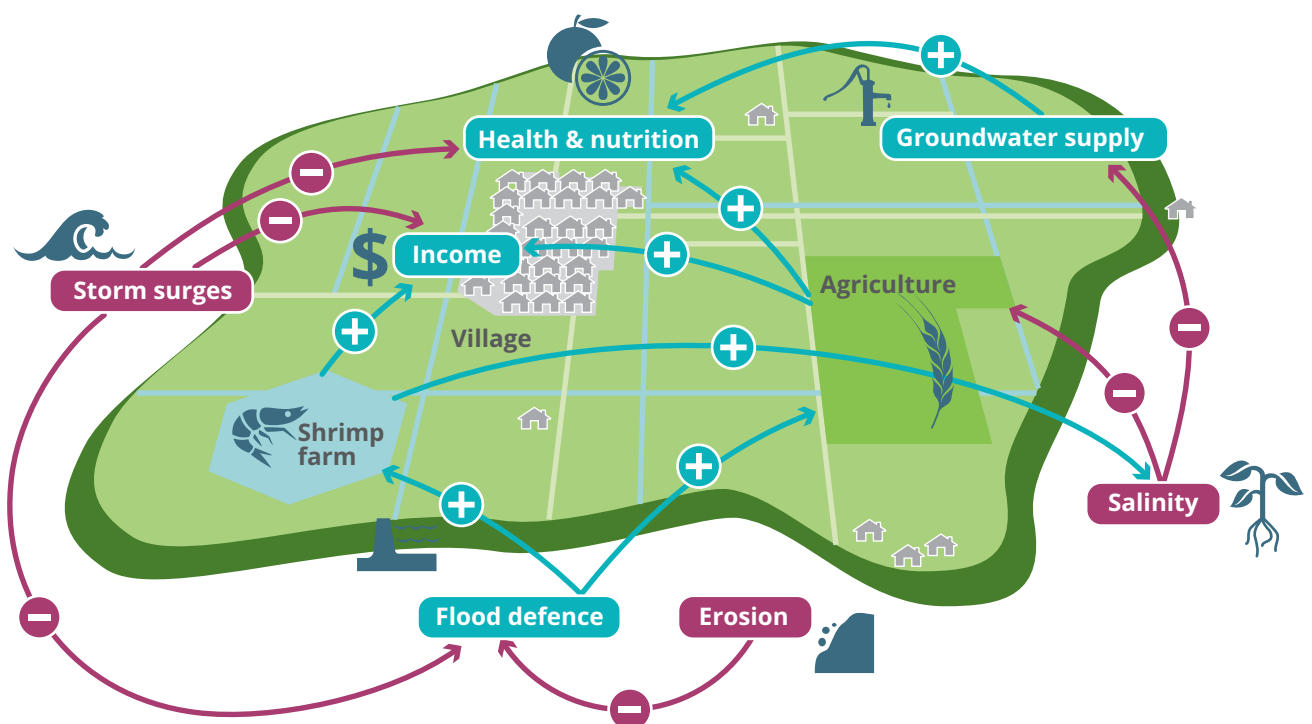 Health & nutrition
Groundwater supply
$
Income
Storm surges
Agriculture
Village
Shrimp
farm
Salinity
Flood defence
Erosion
+
+
+
+
+
+
+
−
−
−
−
−
−